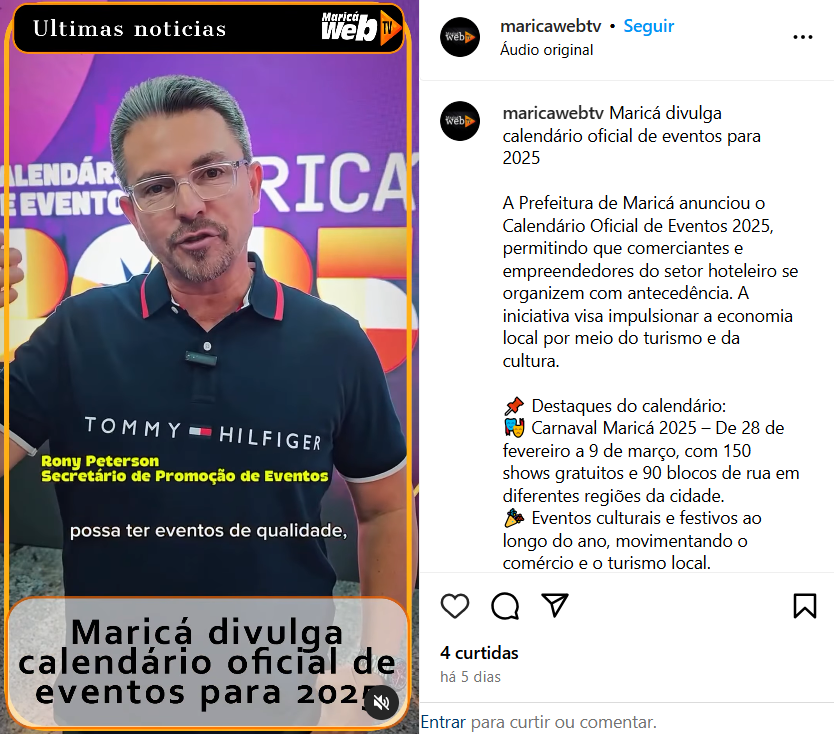 Ultimas noticias
Maricá
Web TV
CALENDÁR
DE EVENTO
RICÁ
2025
TOMMY HILFIGER
Rony Peterson
Secretário de Promoção de Eventos
possa ter eventos de qualidade,
Maricá divulga
calendário oficial de
eventos para 2025
maricawebtv • Seguir
Áudio original
maricawebtv Maricá divulga
calendário oficial de eventos para
2025
A Prefeitura de Maricá anunciou o
Calendário Oficial de Eventos 2025,
permitindo que comerciantes e
empreendedores do setor hoteleiro se
organizem com antecedência. A
iniciativa visa impulsionar a economia
local por meio do turismo e da
cultura.
📌 Destaques do calendário:
🎭 Carnaval Maricá 2025 – De 28 de
fevereiro a 9 de março, com 150
shows gratuitos e 90 blocos de rua em
diferentes regiões da cidade.
🎉 Eventos culturais e festivos ao
longo do ano, movimentando o
comércio e o turismo local.
4 curtidas
há 5 dias
Entrar para curtir ou comentar.